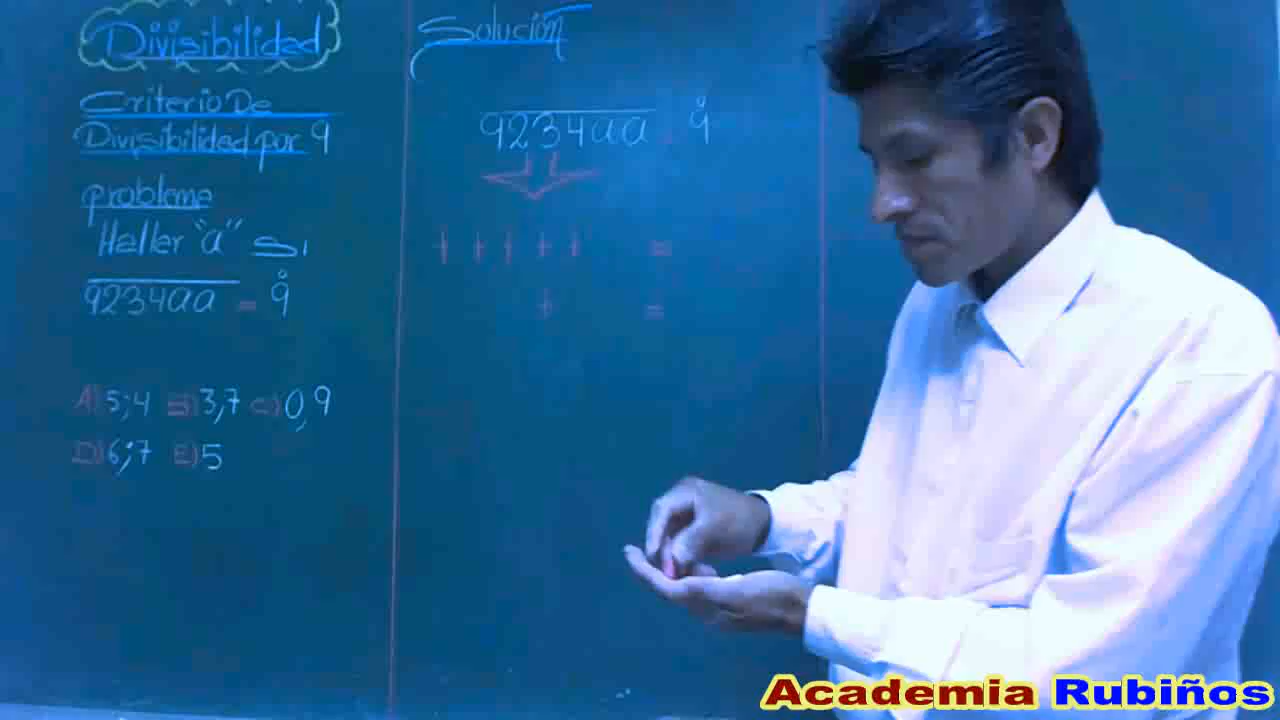 Divisibilidad
Criterio De
Divisibilidad por 9
probleme
Haller "a" Si
9234aa = 9̊
A) 5;4 B) 3,7 C) 0,9
D) 6;7 E) 5
Solución
9234aa 9̊
+ + + + + =
+ =
Academia Rubiños